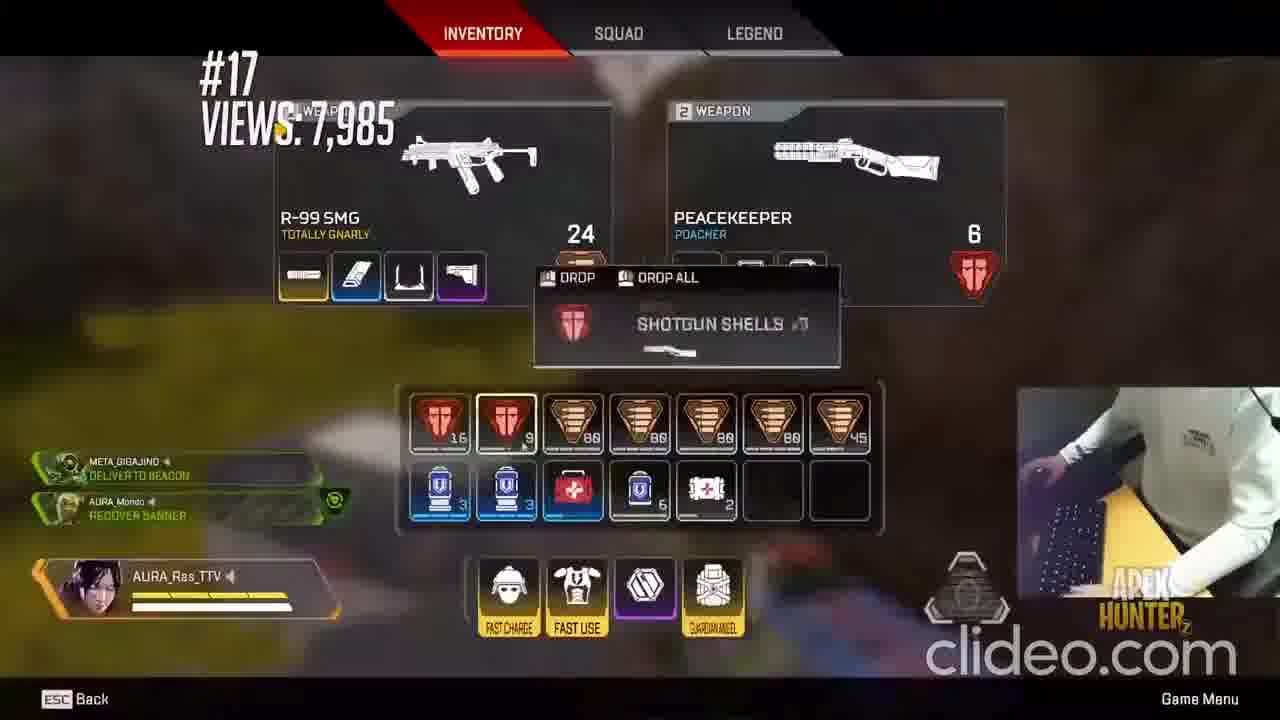 INVENTORY
SQUAD
LEGEND
#17
VIEWS: 7,985
2 WEAPON
R-99 SMG
TOTALLY GNARLY
24
PEACEKEEPER
POACHER
6
DROP
DROP ALL
SHOTGUN SHELLS
16
9
80
80
80
80
45
3
3
6
2
META_GIGAJIND
DELIVER TO BEACON
AURA_Mondo
RECOVER BANNER
AURA_Ras_TTV
FAST CHARGE
FAST USE
GUARDIAN ANGEL
APEX
HUNTERZ
clideo.com
ESC Back
Game Menu